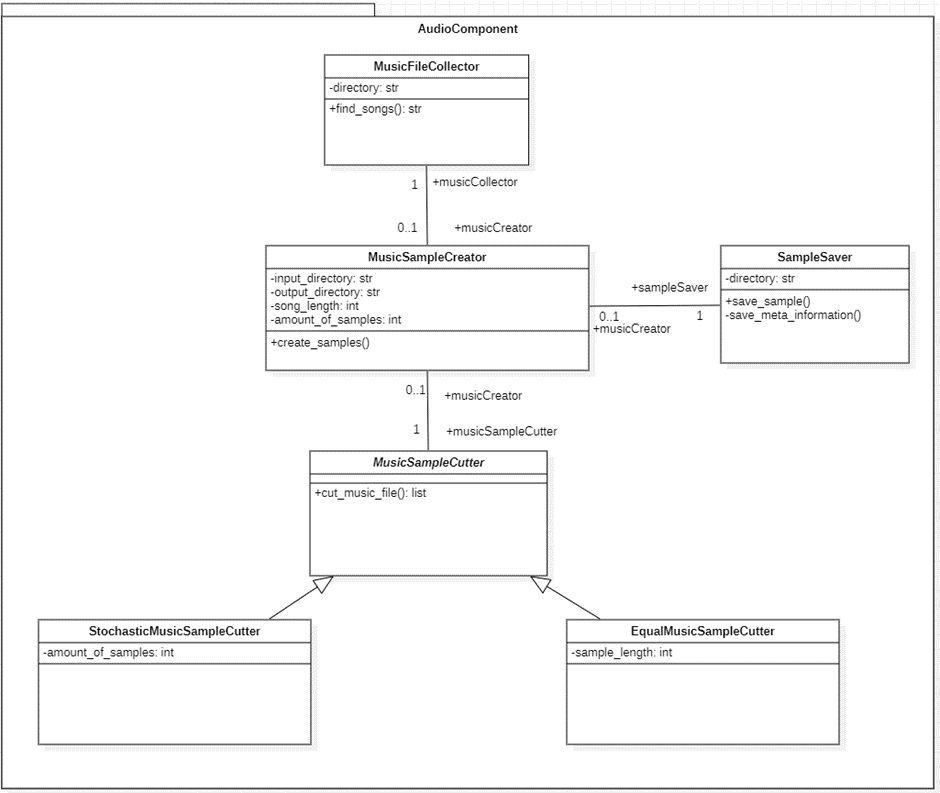 AudioComponent
MusicFileCollector
-directory: str
+find_songs(): str
1
+musicCollector
0..1
+musicCreator
MusicSampleCreator
-input_directory: str
-output_directory: str
-song_length: int
-amount_of_samples: int
+create_samples()
+sampleSaver
0..1
1
+musicCreator
SampleSaver
-directory: str
+save_sample()
-save_meta_information()
0..1
+musicCreator
1
+musicSampleCutter
MusicSampleCutter
+cut_music_file(): list
StochasticMusicSampleCutter
-amount_of_samples: int
EqualMusicSampleCutter
-sample_length: int